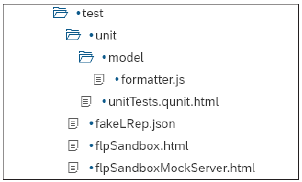 •test
•unit
•model
•formatter.js
•unitTests.qunit.html
•fakeLRep.json
•flpSandbox.html
•flpSandboxMockServer.html